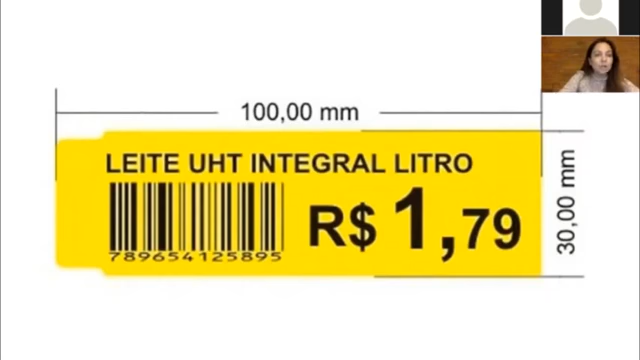 100,00 mm
LEITE UHT INTEGRAL LITRO
R$ 1,79
789654125895
30,00 mm